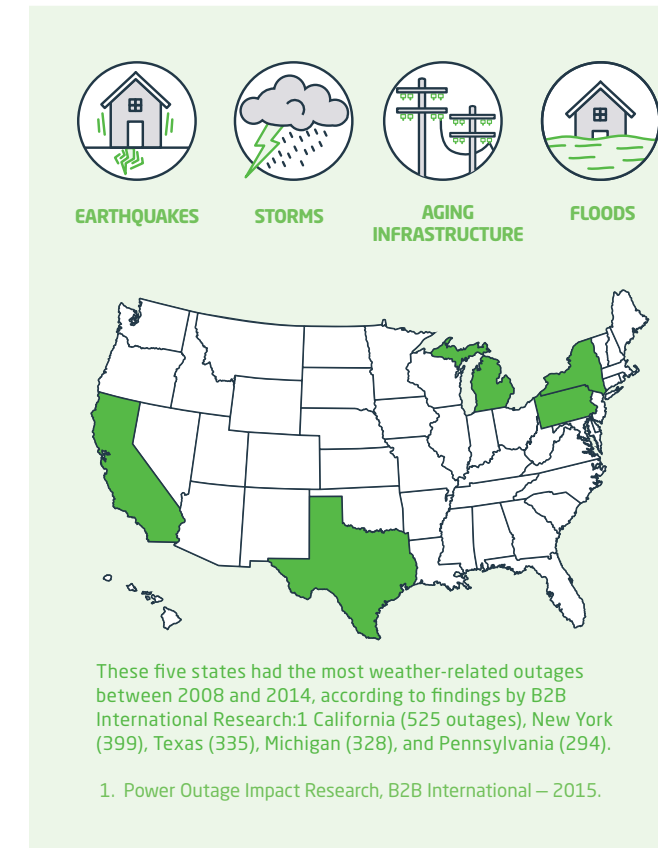 EARTHQUAKES
STORMS
AGING
INFRASTRUCTURE
FLOODS
These five states had the most weather-related outages
between 2008 and 2014, according to findings by B2B
International Research:1 California (525 outages), New York
(399), Texas (335), Michigan (328), and Pennsylvania (294).
1. Power Outage Impact Research, B2B International — 2015.